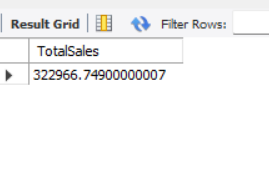 Result Grid Filter Rows:
TotalSales
322966.74900000007